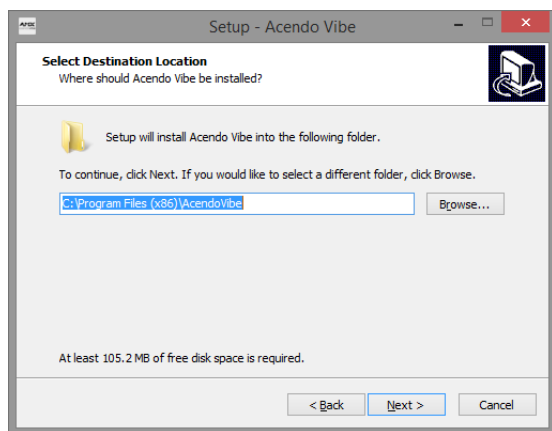 AMX
Setup - Acendo Vibe
Select Destination Location
Where should Acendo Vibe be installed?
Setup will install Acendo Vibe into the following folder.
To continue, click Next. If you would like to select a different folder, click Browse.
C:\Program Files (x86)\AcendoVibe
Browse...
At least 105.2 MB of free disk space is required.
< Back
Next >
Cancel